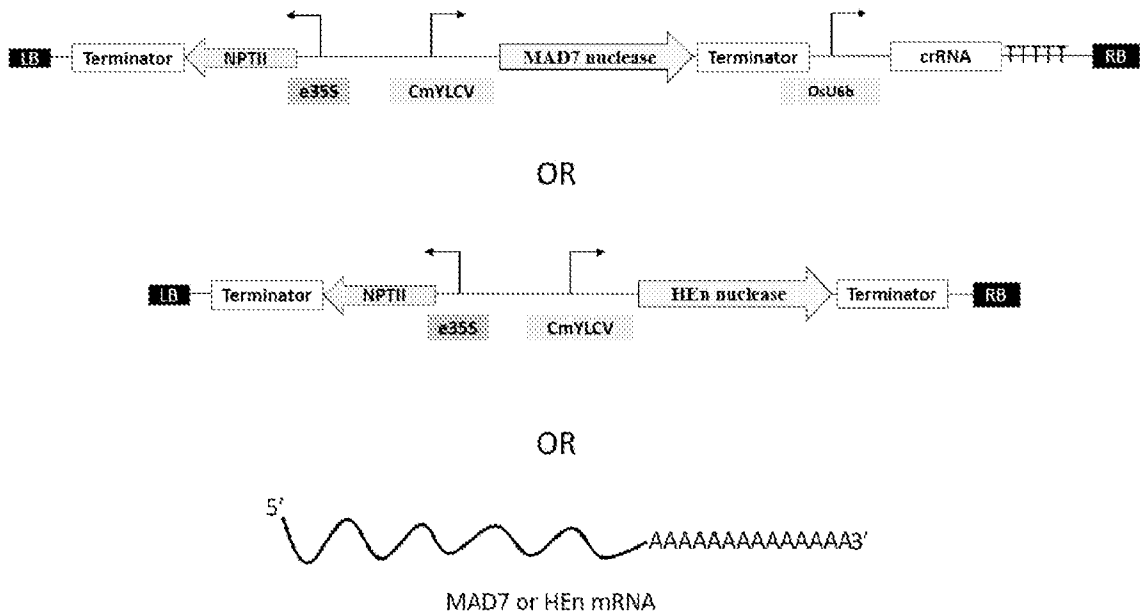 LB Terminator NPTII MAD7 nuclease Terminator crRNA TTTTT RB
e35S CmYLCV OsU6b
OR
LB Terminator NPTII HEn nuclease Terminator RB
e35S CmYLCV
OR
5'
AAAAAAAAAAAAAA3'
MAD7 or HEn mRNA